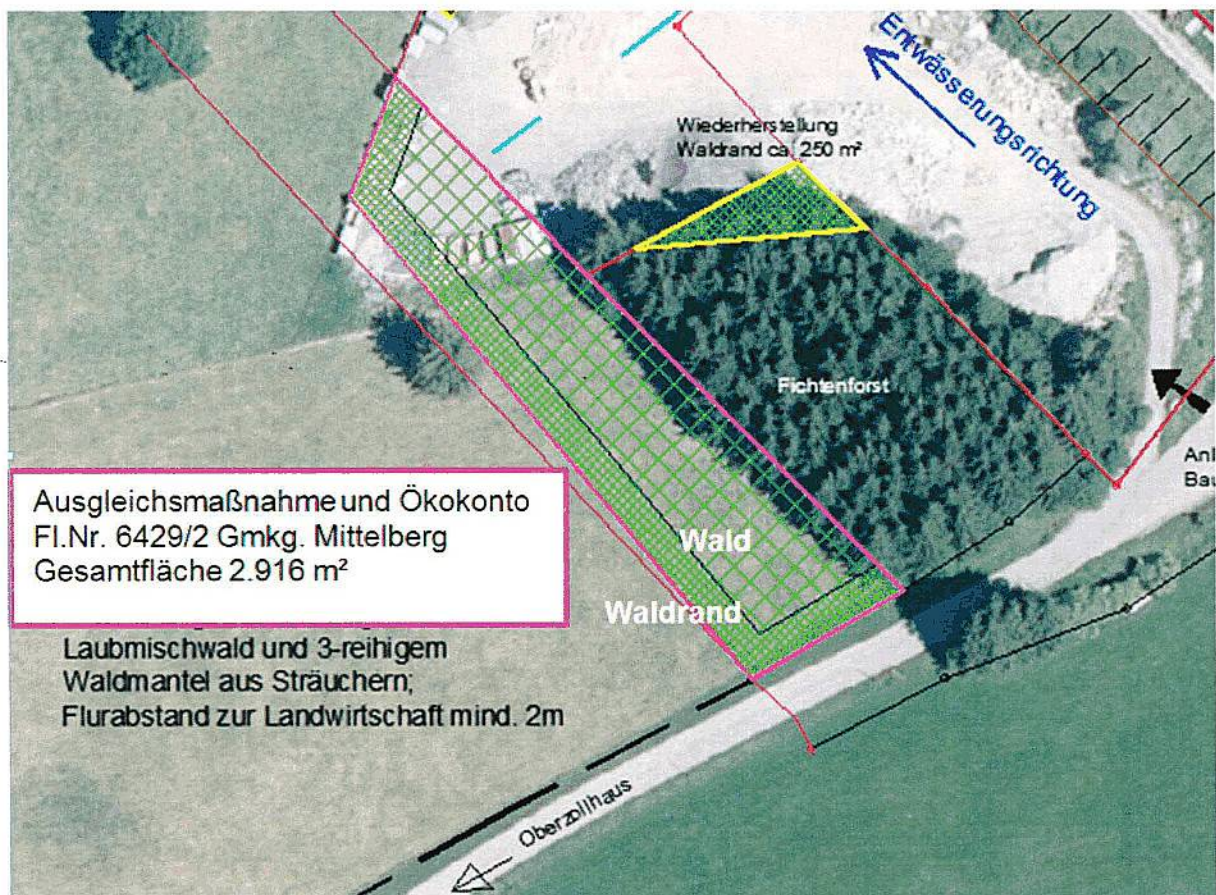 Entwässerungsrichtung
Wiederherstellung
Waldrand ca. 250 m²
Fichtenforst
Ausgleichsmaßnahme und Ökokonto
Fl.Nr. 6429/2 Gmkg. Mittelberg
Gesamtfläche 2.916 m²
Wald
Waldrand
Laubmischwald und 3-reihigem
Waldmantel aus Sträuchern;
Flurabstand zur Landwirtschaft mind. 2m
Oberzollhaus